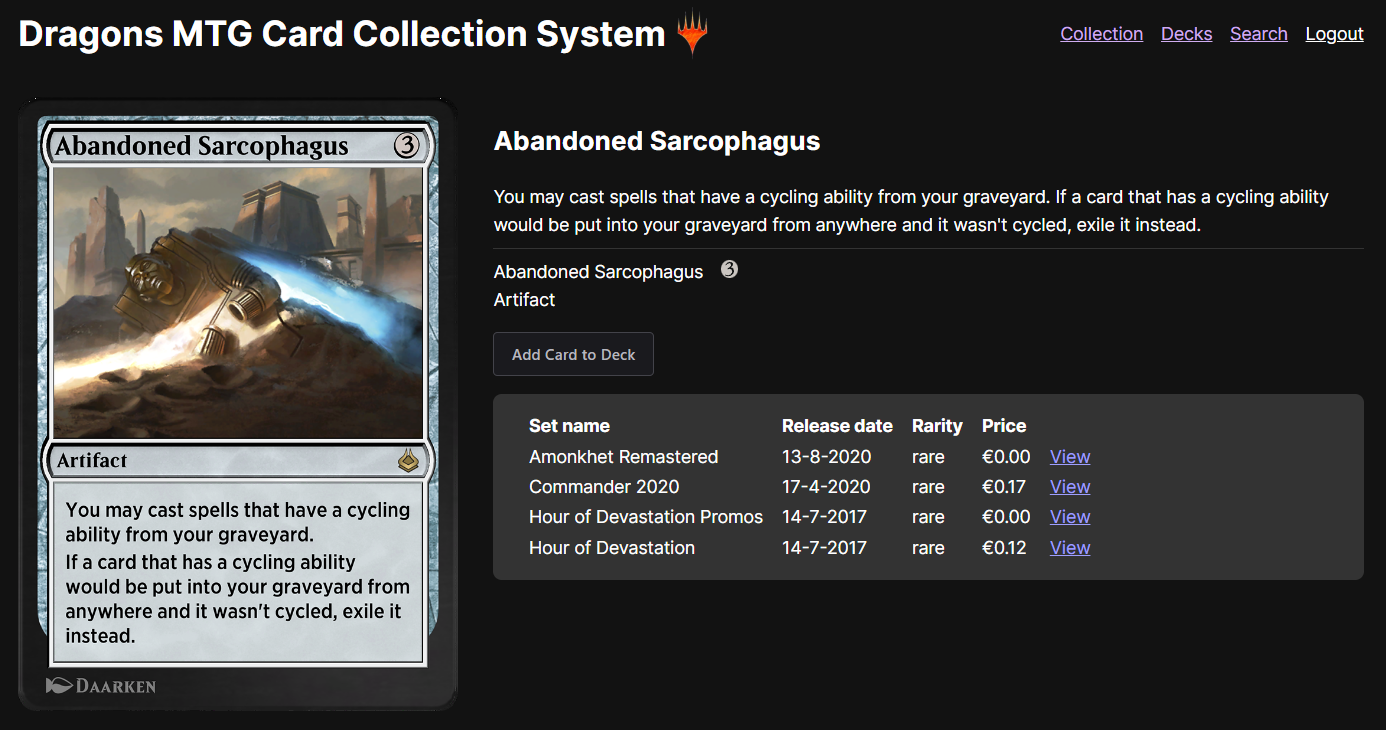 Dragons MTG Card Collection System
Collection Decks Search Logout
Abandoned Sarcophagus 3
Artifact
You may cast spells that have a cycling
ability from your graveyard.
If a card that has a cycling ability
would be put into your graveyard from
anywhere and it wasn't cycled, exile it
instead.
DAARKEN
Abandoned Sarcophagus
You may cast spells that have a cycling ability from your graveyard. If a card that has a cycling ability
would be put into your graveyard from anywhere and it wasn't cycled, exile it instead.
Abandoned Sarcophagus 3
Artifact
Add Card to Deck
Set name Release date Rarity Price
Amonkhet Remastered 13-8-2020 rare €0.00 View
Commander 2020 17-4-2020 rare €0.17 View
Hour of Devastation Promos 14-7-2017 rare €0.00 View
Hour of Devastation 14-7-2017 rare €0.12 View